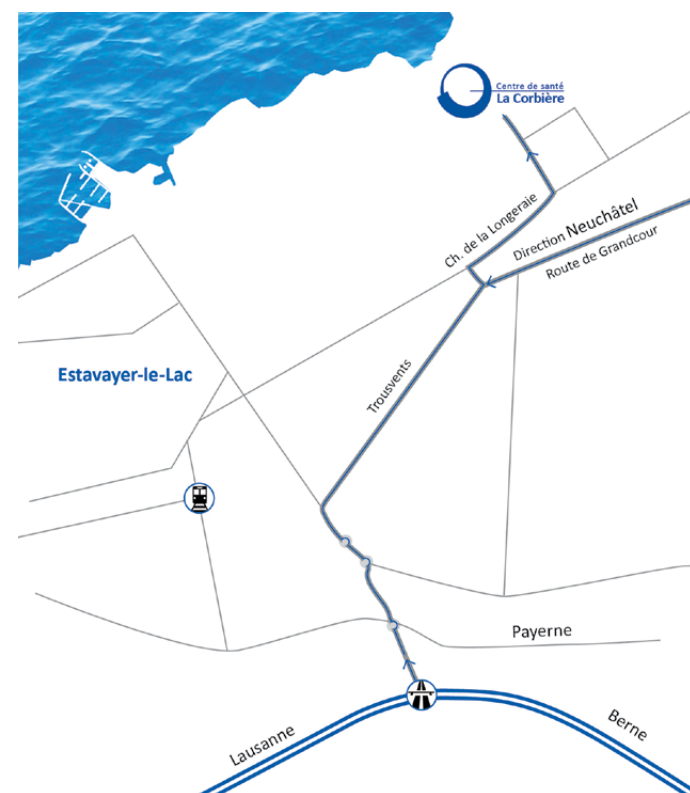 Centre de santé
La Corbière
Ch. de la Longeraie
Direction Neuchâtel
Route de Grandcour
Trousvents
Estavayer-le-Lac
Payerne
Lausanne
Berne